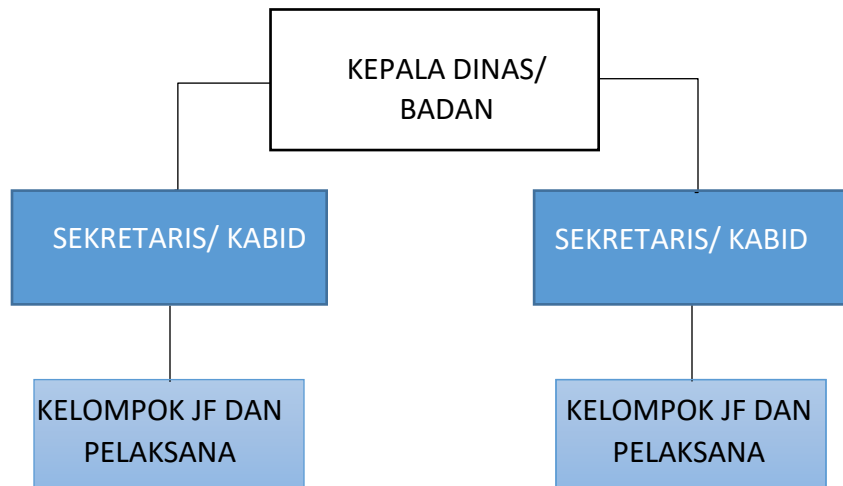 KEPALA DINAS/
BADAN
SEKRETARIS/ KABID
SEKRETARIS/ KABID
KELOMPOK JF DAN
PELAKSANA
KELOMPOK JF DAN
PELAKSANA